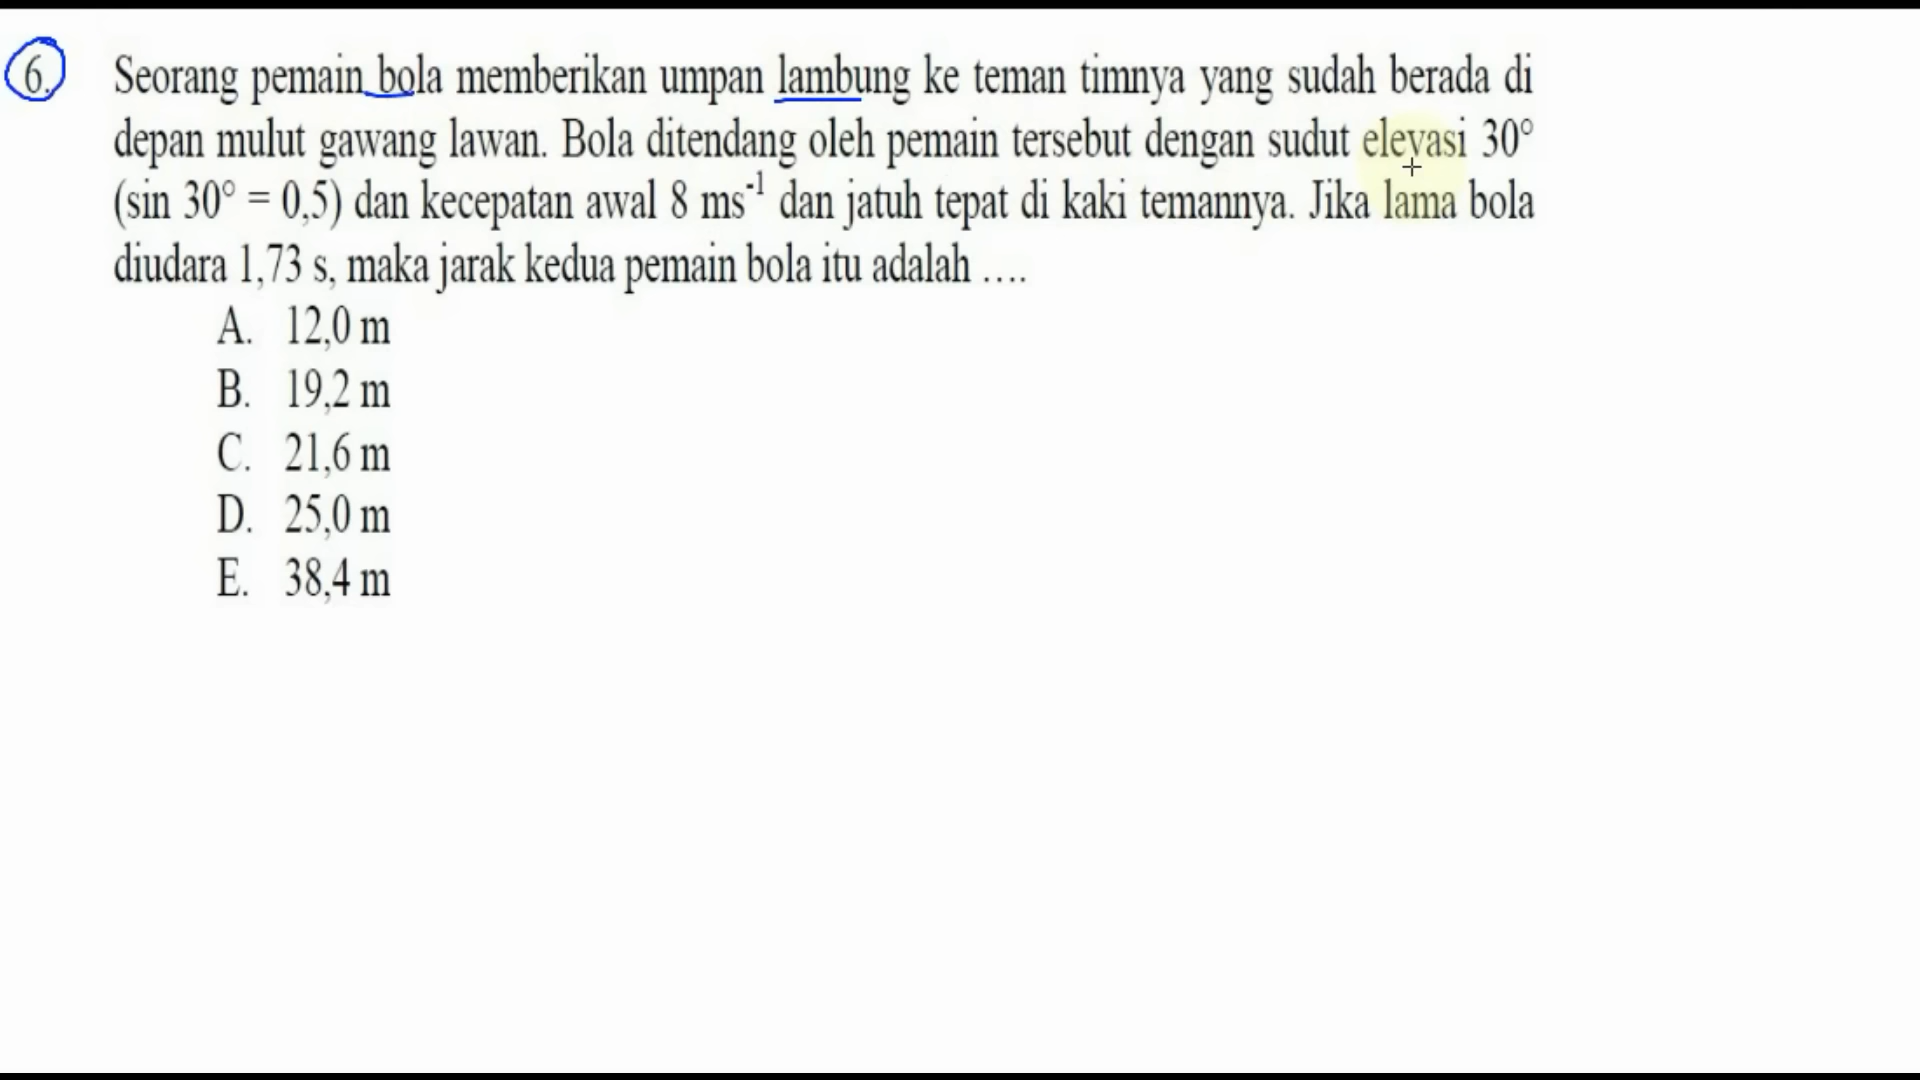 6. Seorang pemain bola memberikan umpan lambung ke teman timnya yang sudah berada di
depan mulut gawang lawan. Bola ditendang oleh pemain tersebut dengan sudut elevasi 30°
(sin 30° = 0,5) dan kecepatan awal 8 ms⁻¹ dan jatuh tepat di kaki temannya. Jika lama bola
diudara 1,73 s, maka jarak kedua pemain bola itu adalah ….
A. 12,0 m
B. 19,2 m
C. 21,6 m
D. 25,0 m
E. 38,4 m